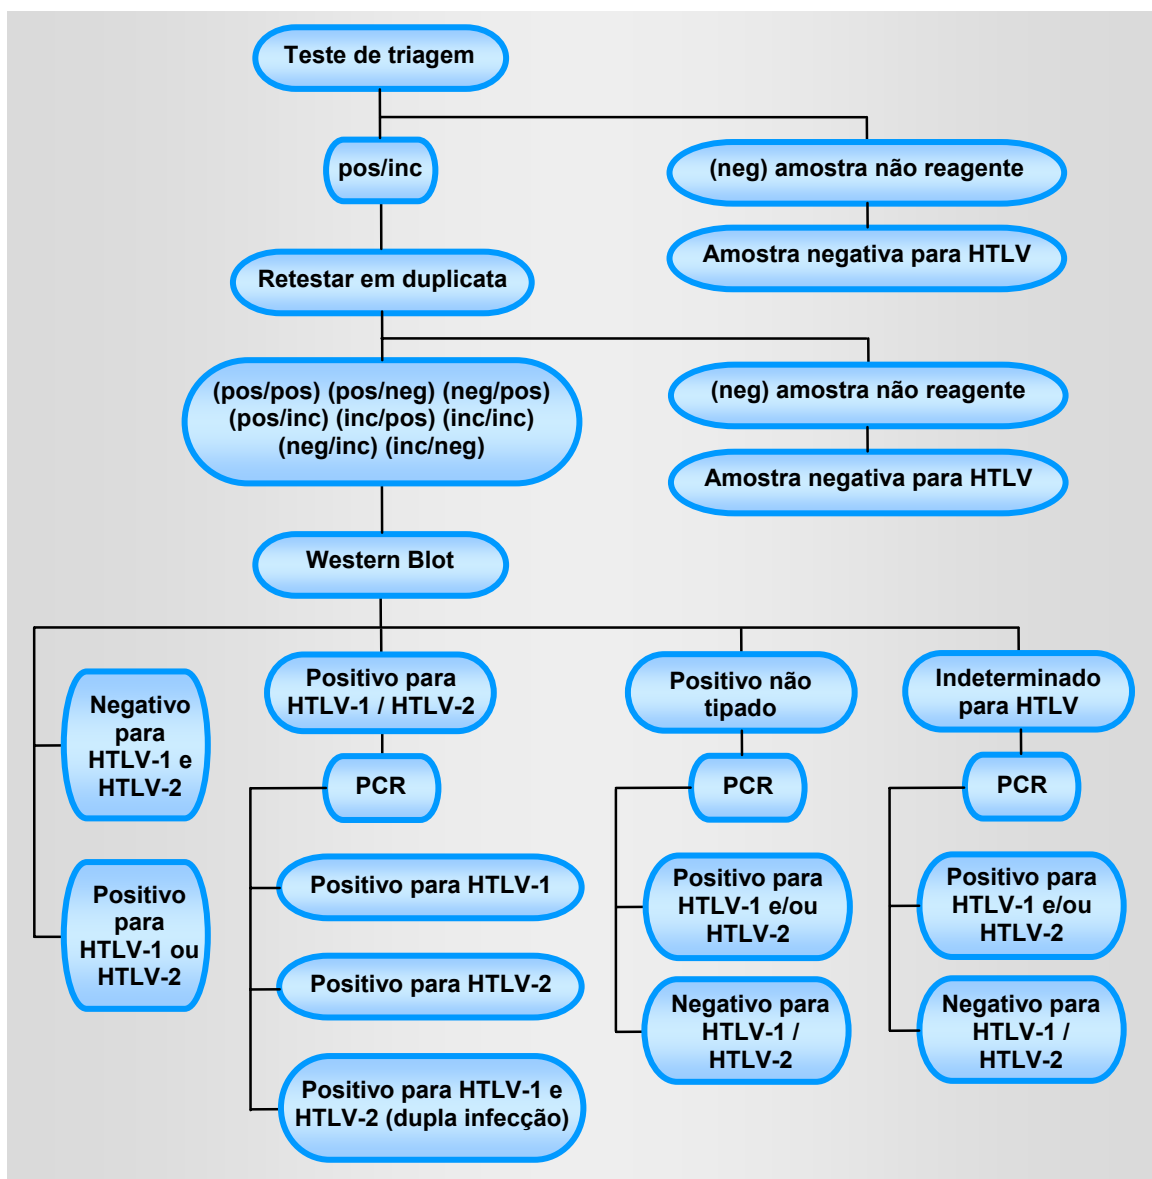 Teste de triagem
pos/inc
(neg) amostra não reagente
Amostra negativa para HTLV
Retestar em duplicata
(pos/pos) (pos/neg) (neg/pos)
(pos/inc) (inc/pos) (inc/inc)
(neg/inc) (inc/neg)
(neg) amostra não reagente
Amostra negativa para HTLV
Western Blot
Negativo
para
HTLV-1 e
HTLV-2
Positivo
para
HTLV-1 ou
HTLV-2
Positivo para
HTLV-1 / HTLV-2
PCR
Positivo para HTLV-1
Positivo para HTLV-2
Positivo para HTLV-1 e
HTLV-2 (dupla infecção)
Positivo não
tipado
PCR
Positivo para
HTLV-1 e/ou
HTLV-2
Negativo para
HTLV-1 /
HTLV-2
Indeterminado
para HTLV
PCR
Positivo para
HTLV-1 e/ou
HTLV-2
Negativo para
HTLV-1 /
HTLV-2